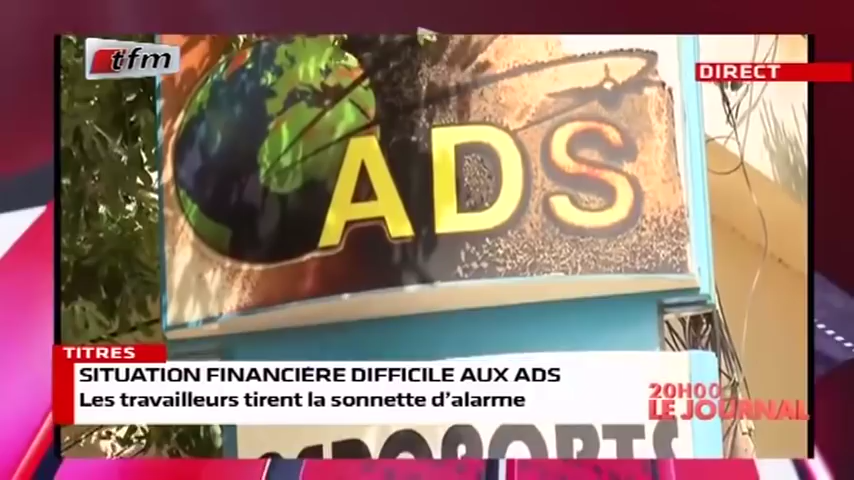 tfm
DIRECT
ADS
TITRES
SITUATION FINANCIÈRE DIFFICILE AUX ADS
Les travailleurs tirent la sonnette d'alarme
20H00
LE JOURNAL